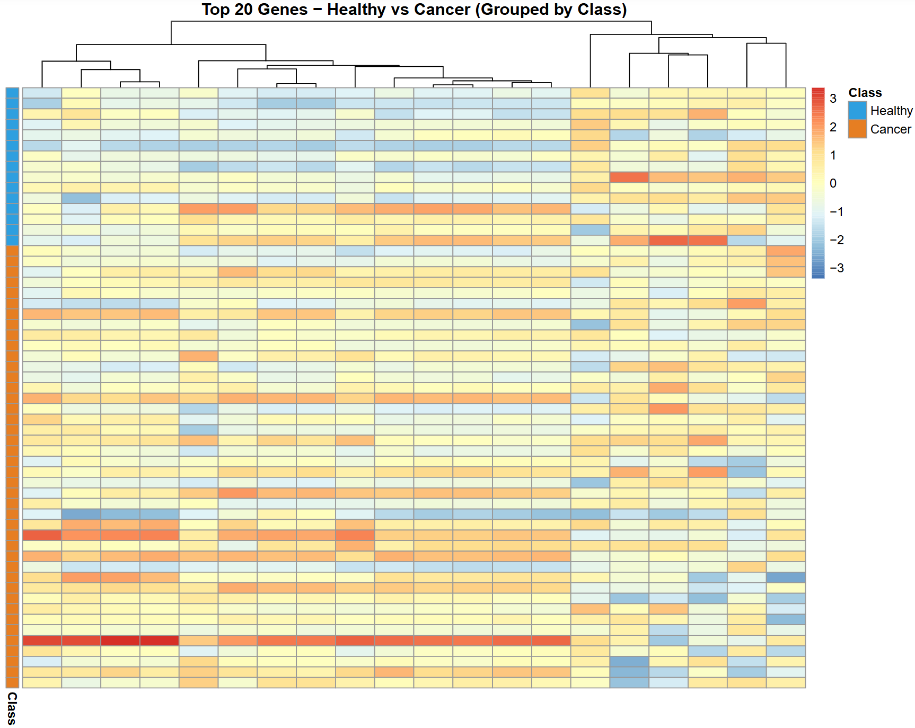 Top 20 Genes − Healthy vs Cancer (Grouped by Class)
Class
Healthy
Cancer
3
2
1
0
−1
−2
−3
Class